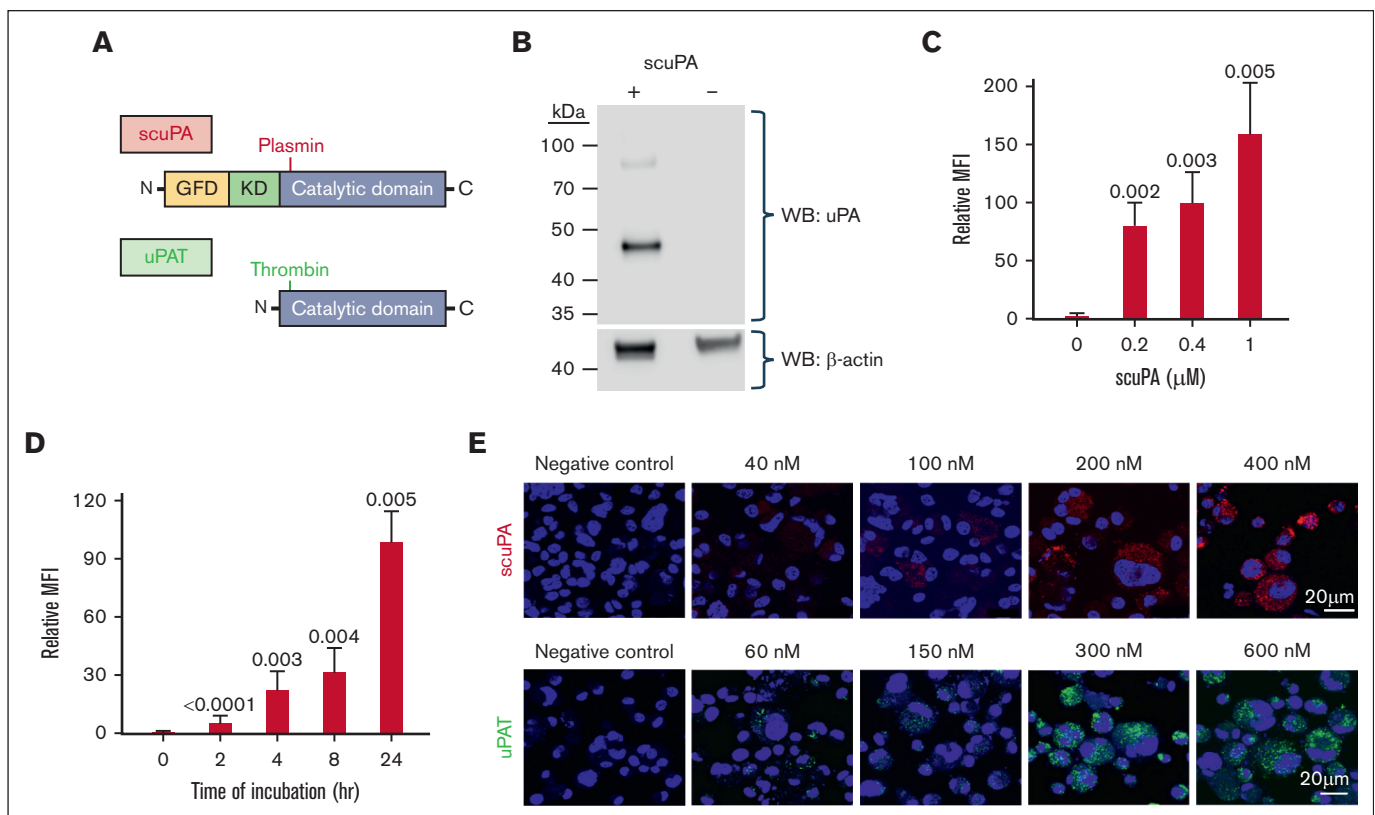 A
scuPA
Plasmin
N
GFD
KD
Catalytic domain
C
uPAT
Thrombin
N
Catalytic domain
C
B
scuPA
+ −
kDa
100
70
50
40
35
WB: uPA
40
WB: β-actin
C
Relative MFI
200
150
100
50
0
0.002
0.003
0.005
0 0.2 0.4 1
scuPA (μM)
D
Relative MFI
120
90
60
30
0
<0.0001
0.003
0.004
0.005
0 2 4 8 24
Time of incubation (hr)
E
Negative control 40 nM 100 nM 200 nM 400 nM
scuPA
20μm
Negative control 60 nM 150 nM 300 nM 600 nM
uPAT
20μm